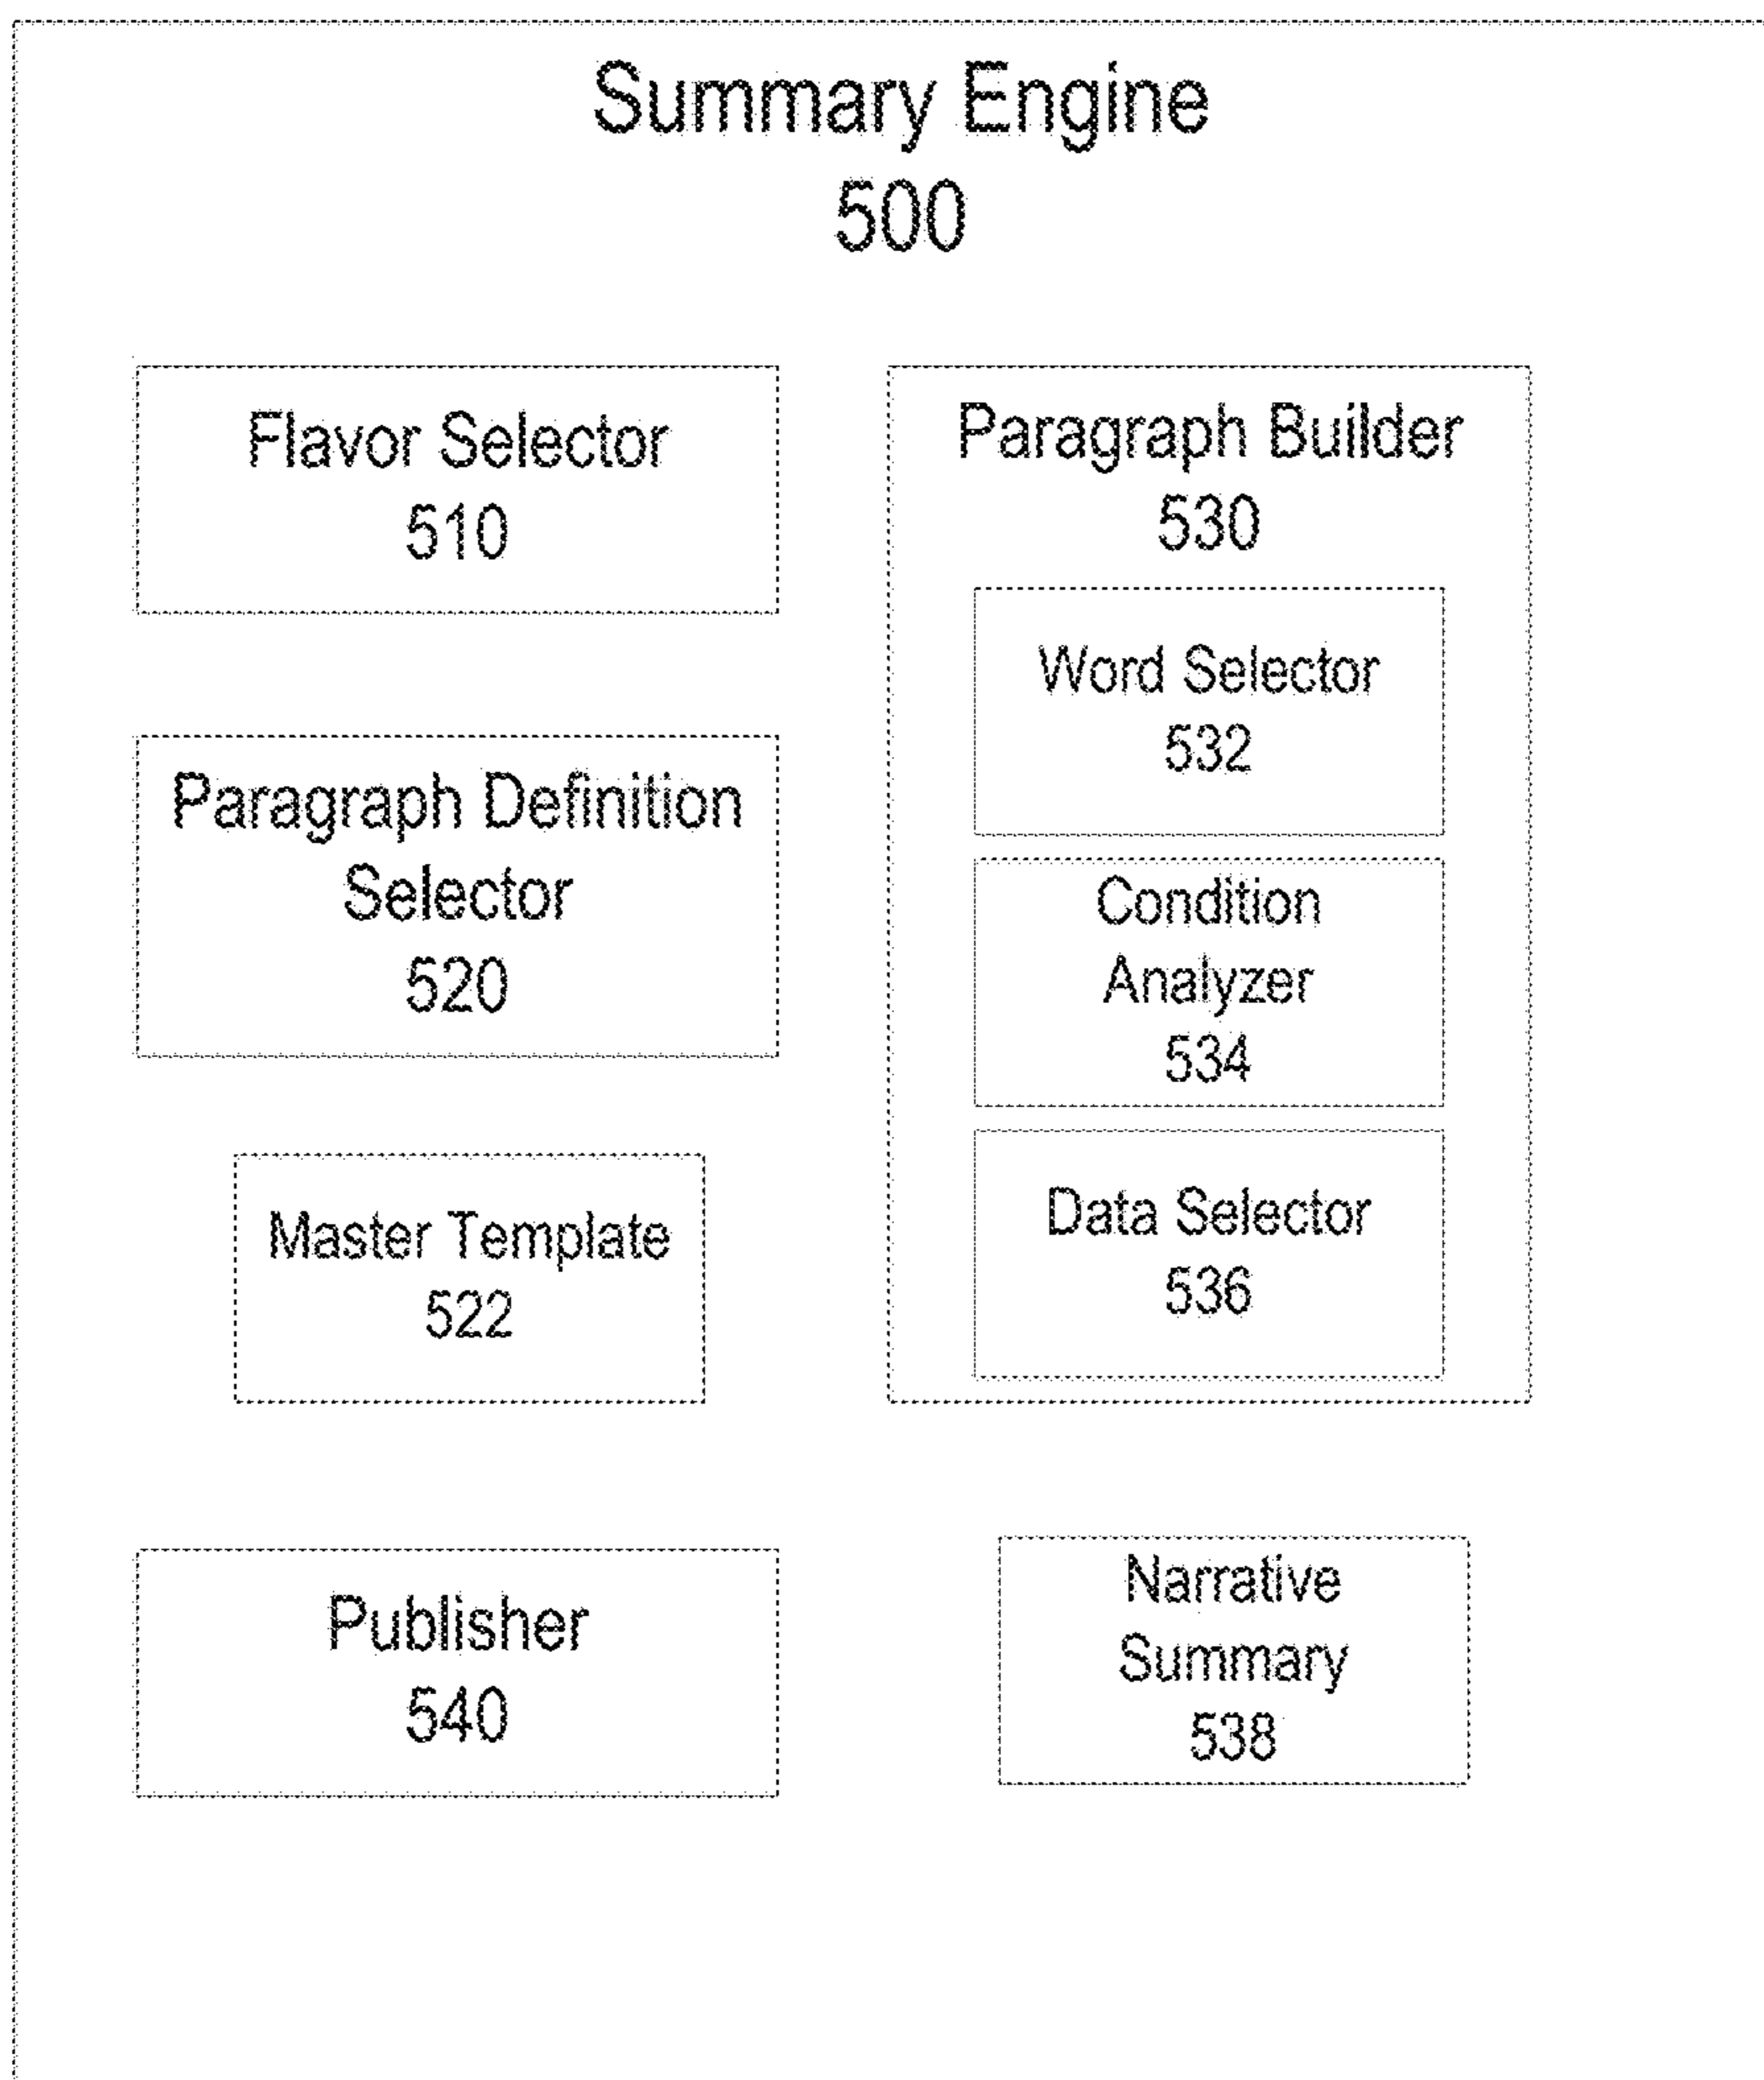 Summary Engine
500
Flavor Selector
510
Paragraph Definition
Selector
520
Master Template
522
Publisher
540
Paragraph Builder
530
Word Selector
532
Condition
Analyzer
534
Data Selector
536
Narrative
Summary
538